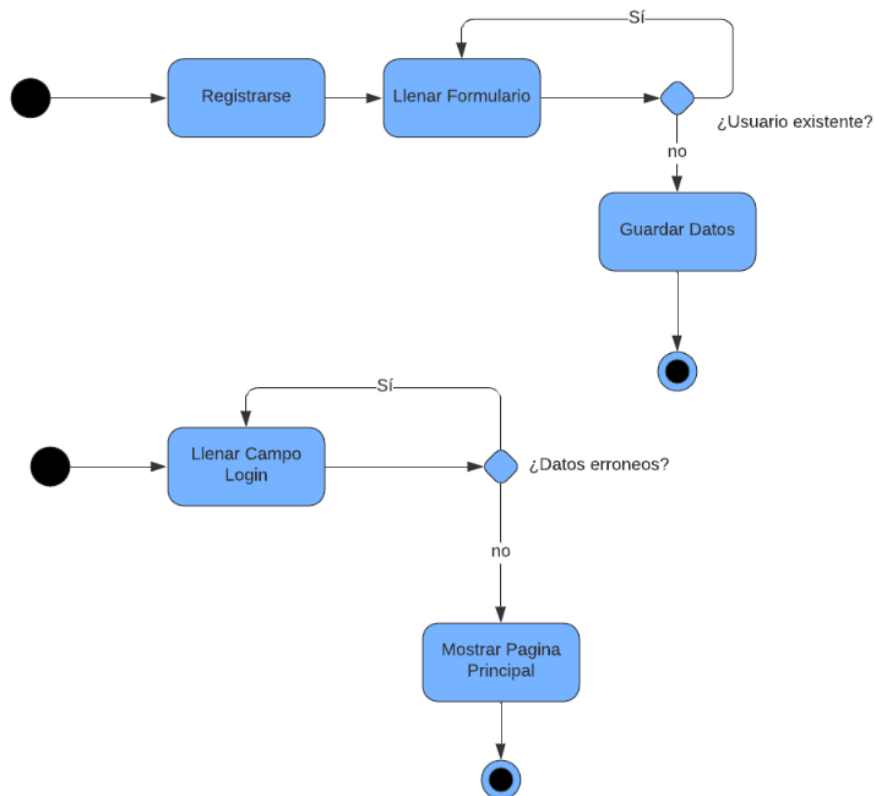 Sí
Registrarse
Llenar Formulario
¿Usuario existente?
no
Guardar Datos
Sí
Llenar Campo
Login
¿Datos erroneos?
no
Mostrar Pagina
Principal